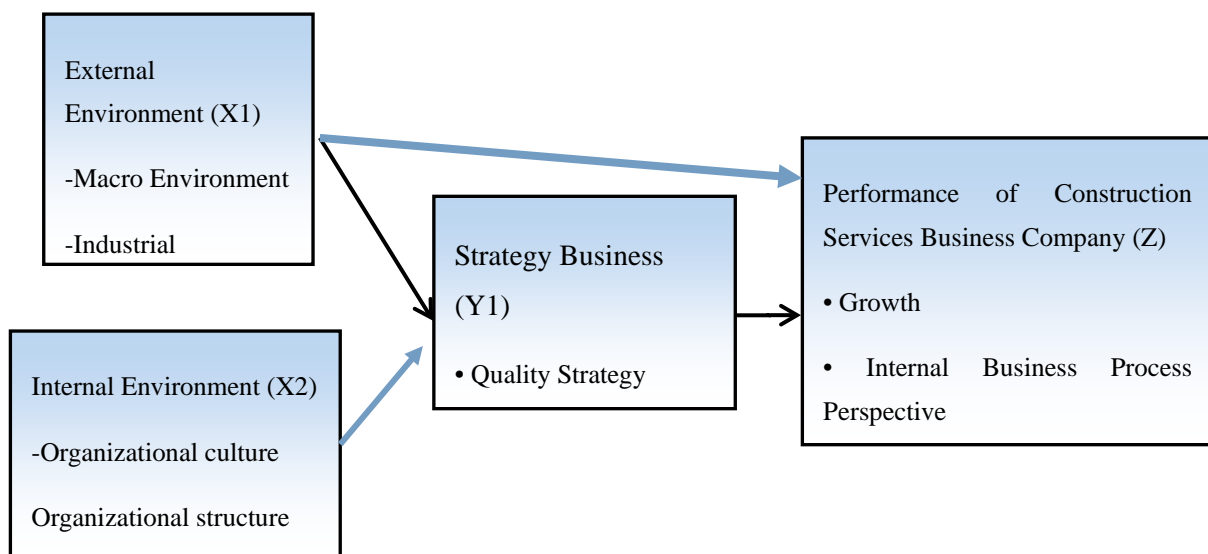 External
Environment (X1)
-Macro Environment
-Industrial
Internal Environment (X2)
-Organizational culture
Organizational structure
Strategy Business
(Y1)
• Quality Strategy
Performance of Construction
Services Business Company (Z)
• Growth
• Internal Business Process
Perspective